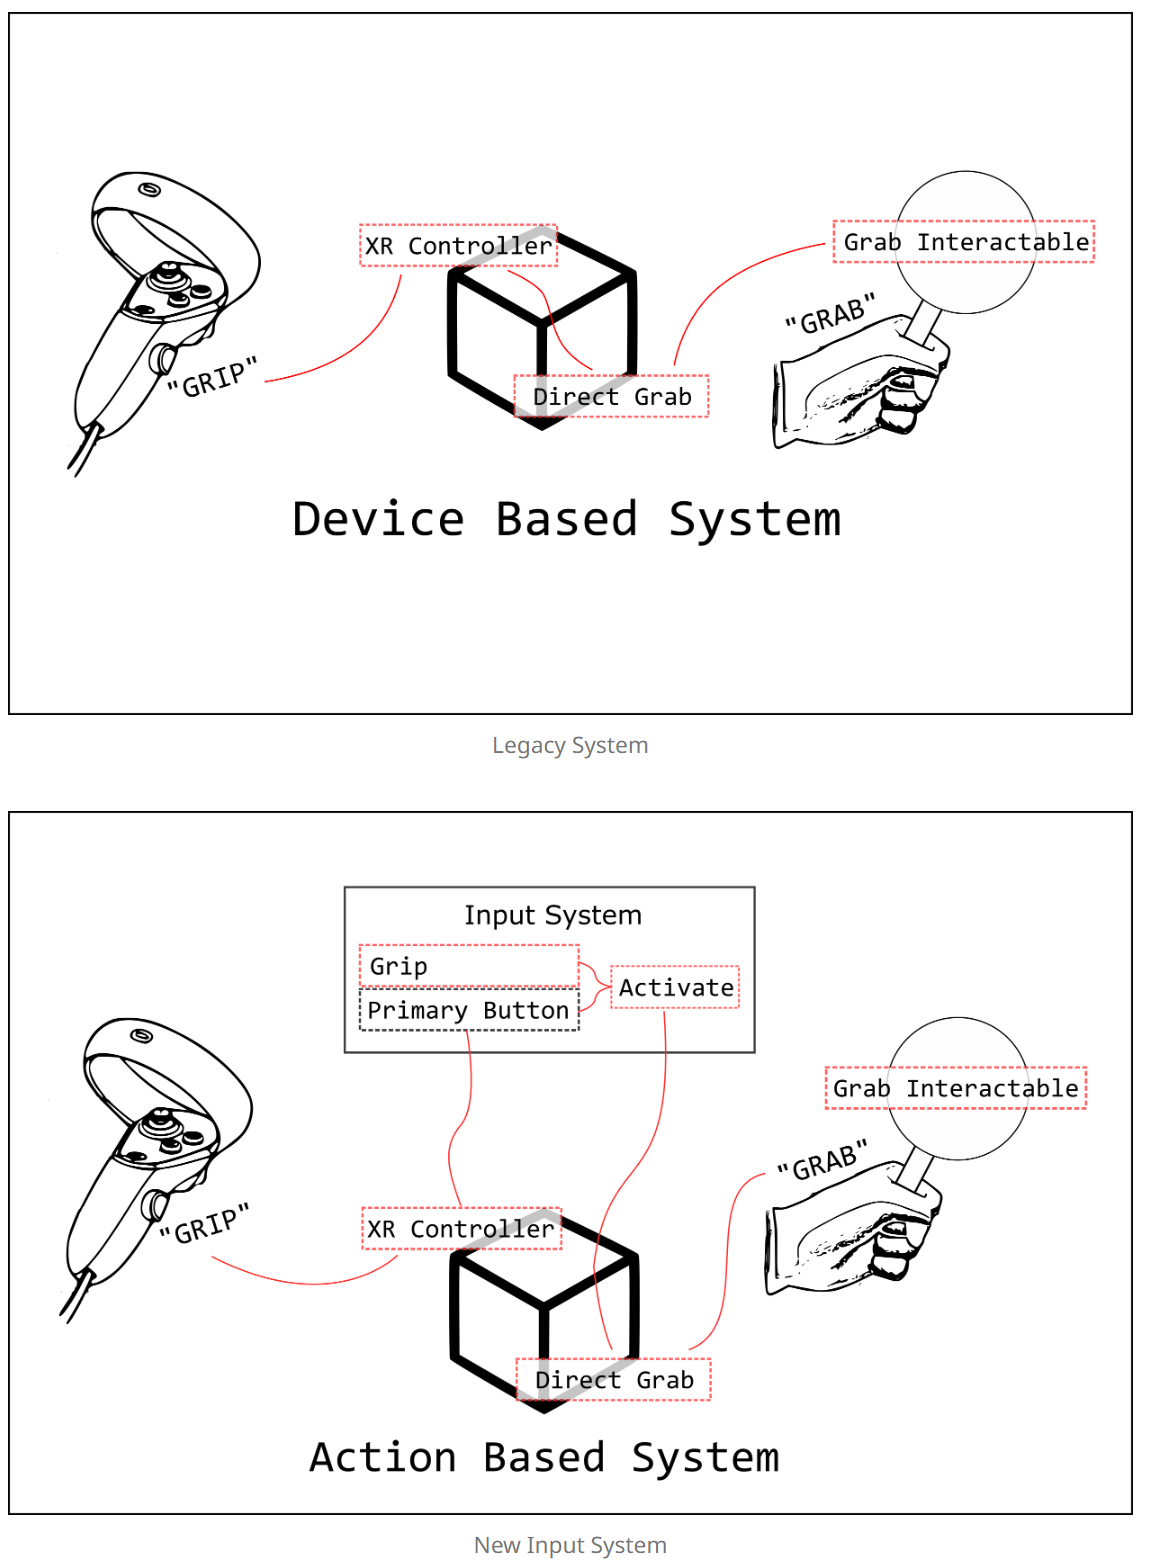 XR Controller
Grab Interactable
"GRAB"
"GRIP"
Direct Grab
Device Based System
Legacy System
Input System
Grip
Activate
Primary Button
Grab Interactable
"GRAB"
"GRIP"
XR Controller
Direct Grab
Action Based System
New Input System